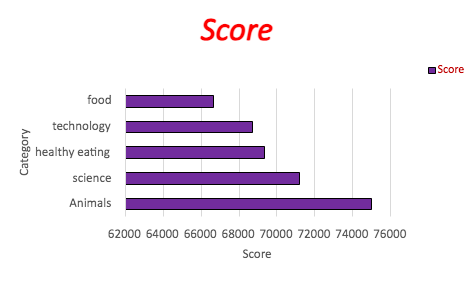 Score
Score
food
technology
healthy eating
science
Animals
Category
62000 64000 66000 68000 70000 72000 74000 76000
Score